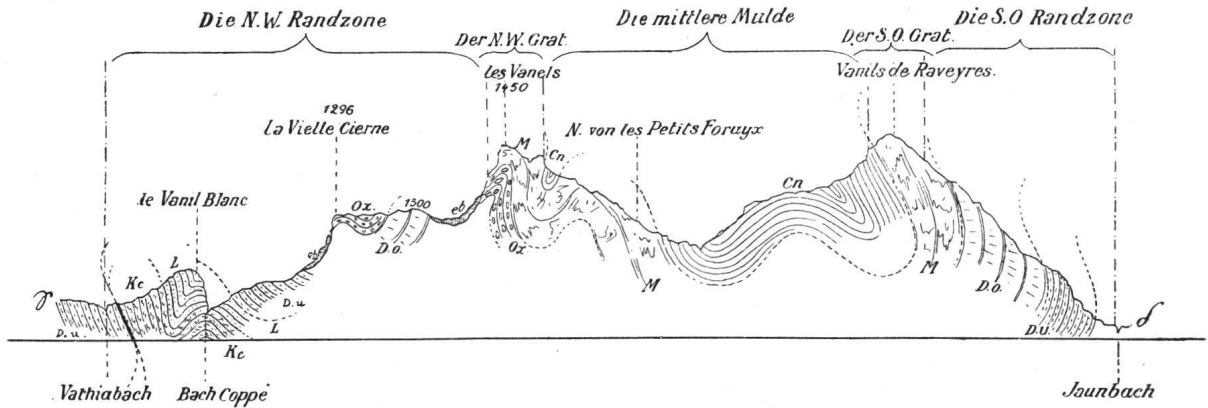 Die N.W. Randzone
Die mittlere Mulde
Die S.O Randzone
Der N.W. Grat.
Der S.O. Grat.
les Vanels
1450
Vanils de Raveyres.
1296
la Vielle Cierne
N. von les Petits Foruyx
le Vanil Blanc
M
Cn
Cn
Ox.
1300
eb
D.o.
Ox
L
Kc
eb
M
M
D.o.
γ
D.u.
D.u
L
Kc
D.U
δ
Vathiabach
Bach Coppé
Jaunbach